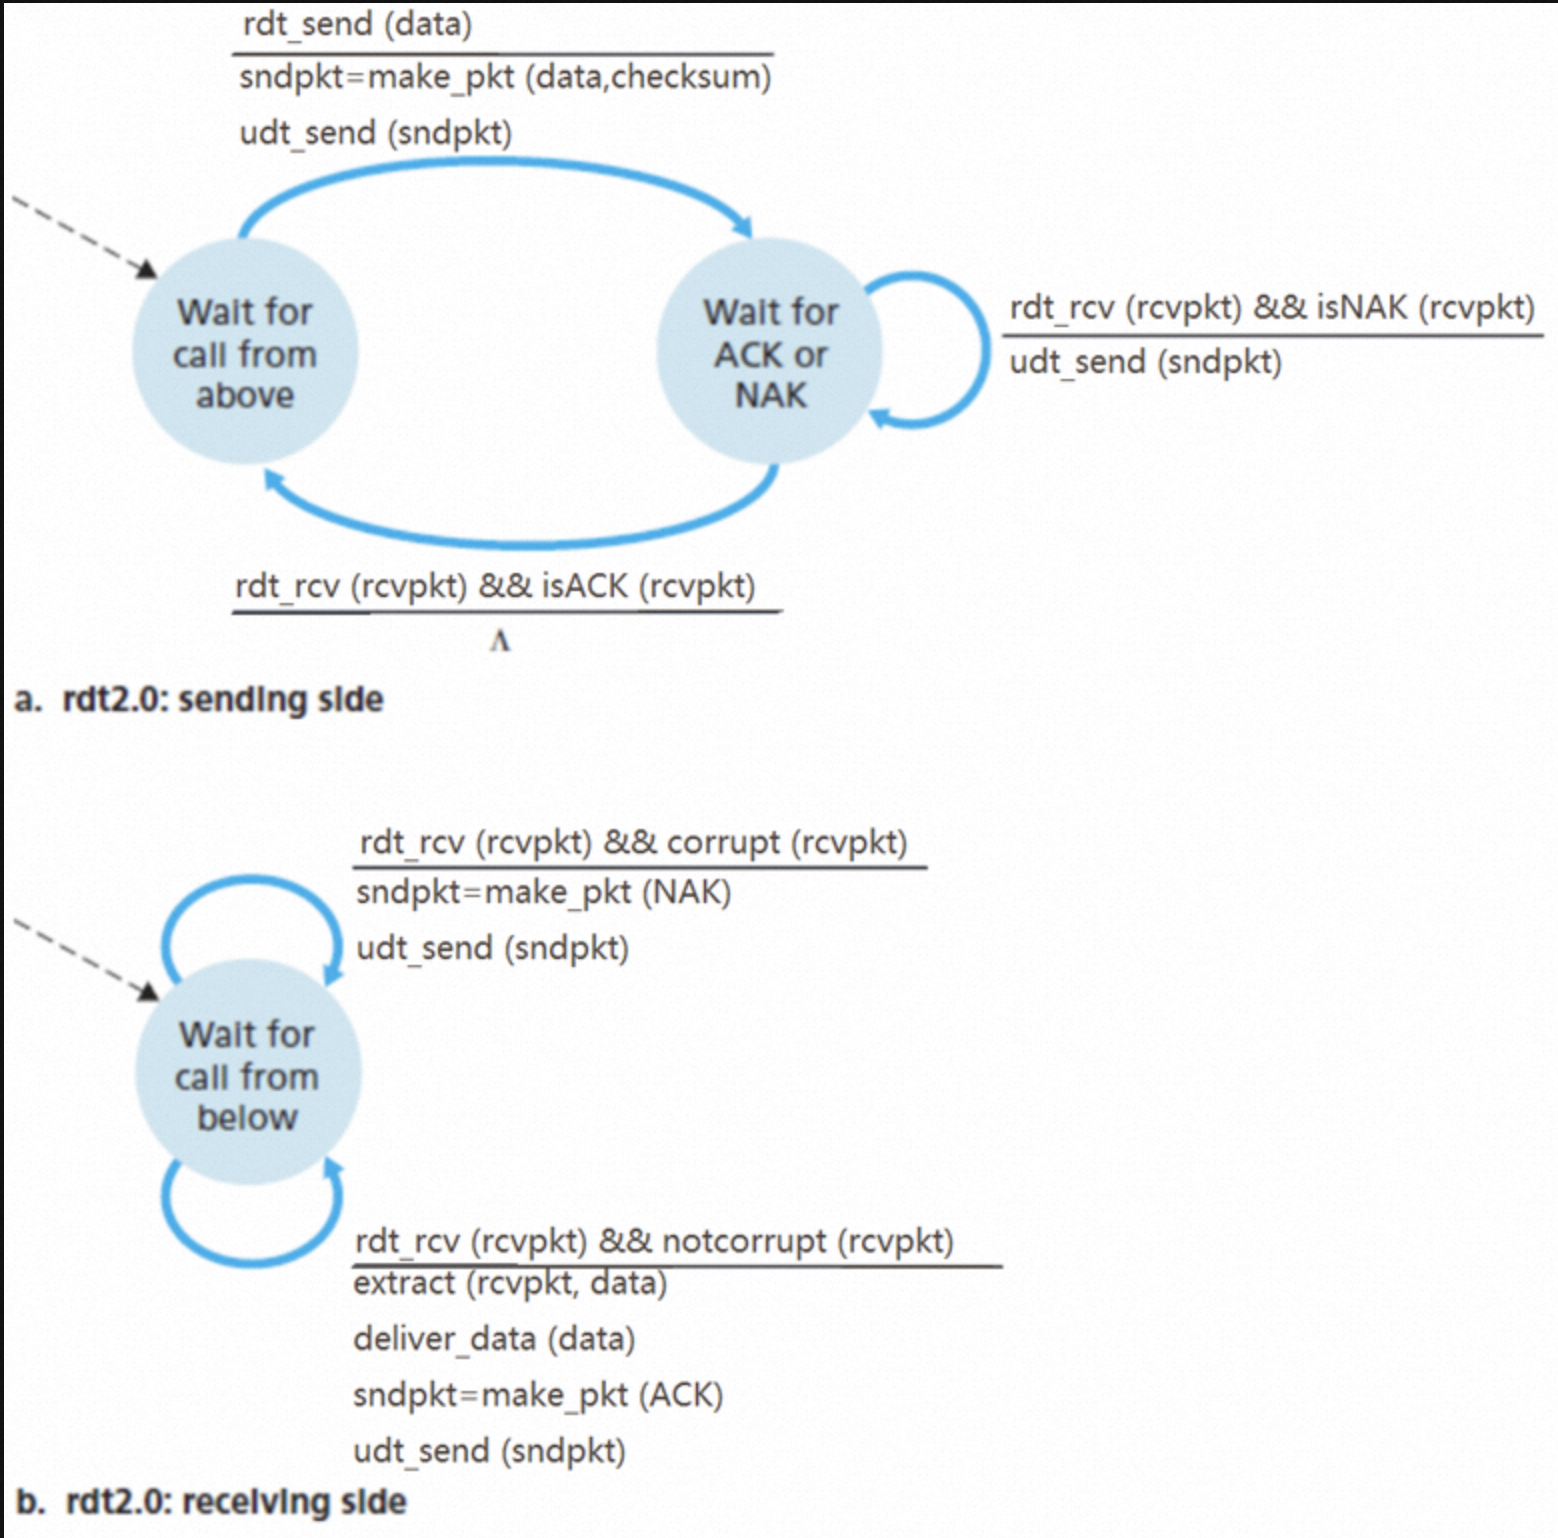 rdt_send (data)
sndpkt=make_pkt (data,checksum)
udt_send (sndpkt)
Wait for
call from
above
Wait for
ACK or
NAK
rdt_rcv (rcvpkt) && isNAK (rcvpkt)
udt_send (sndpkt)
rdt_rcv (rcvpkt) && isACK (rcvpkt)
Λ
a. rdt2.0: sending side
rdt_rcv (rcvpkt) && corrupt (rcvpkt)
sndpkt=make_pkt (NAK)
udt_send (sndpkt)
Wait for
call from
below
rdt_rcv (rcvpkt) && notcorrupt (rcvpkt)
extract (rcvpkt, data)
deliver_data (data)
sndpkt=make_pkt (ACK)
udt_send (sndpkt)
b. rdt2.0: receiving side